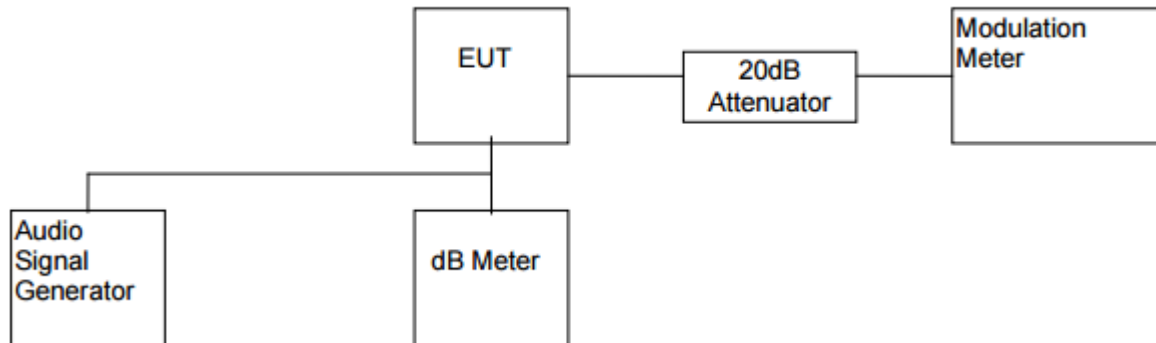 EUT
20dB
Attenuator
Modulation
Meter
Audio
Signal
Generator
dB Meter